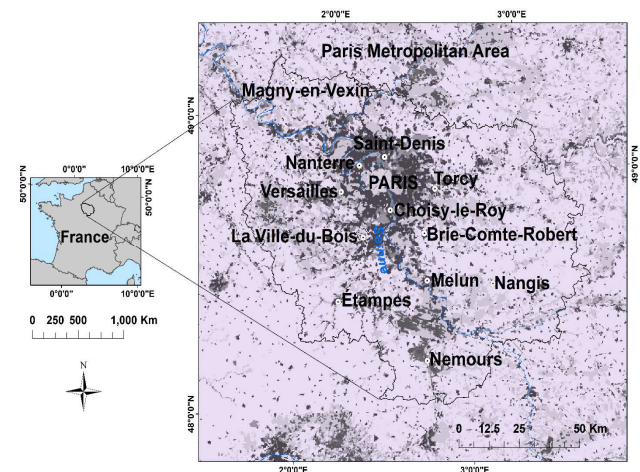 2°0'0"E 3°0'0"E
Paris Metropolitan Area
Magny-en-Vexin
49°0'0"N
Saint-Denis
49°0'0"N
Nanterre
PARIS
Torcy
Versailles
Choisy-le-Roy
La Ville-du-Bois
Brie-Comte-Robert
Seine
Melun
Nangis
Étampes
Nemours
48°0'0"N
0 12.5 25 50 Km
2°0'0"E 3°0'0"E
0°0'0" 10°0'0"E
50°0'0"N 50°0'0"N
France
0°0'0" 10°0'0"E
0 250 500 1,000 Km
N